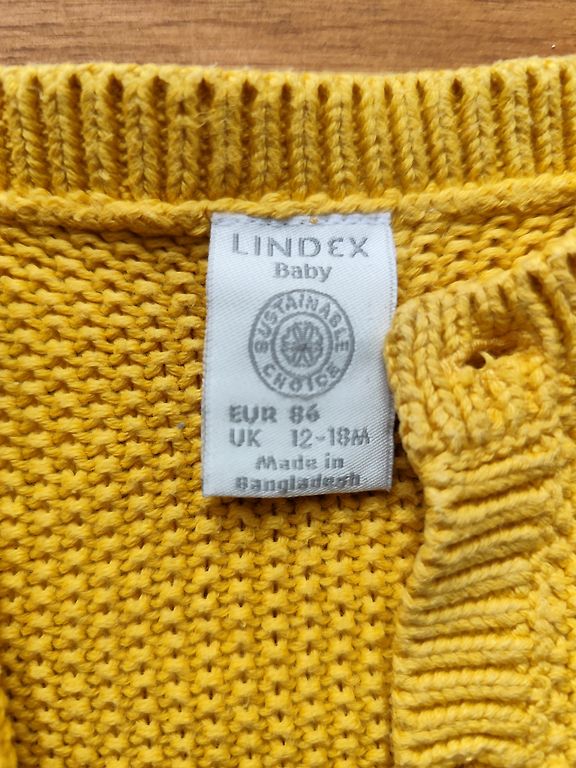 LINDEX
Baby
SUSTAINABLE
CHOICE
EUR 86
UK 12-18M
Made in
Bangladesh